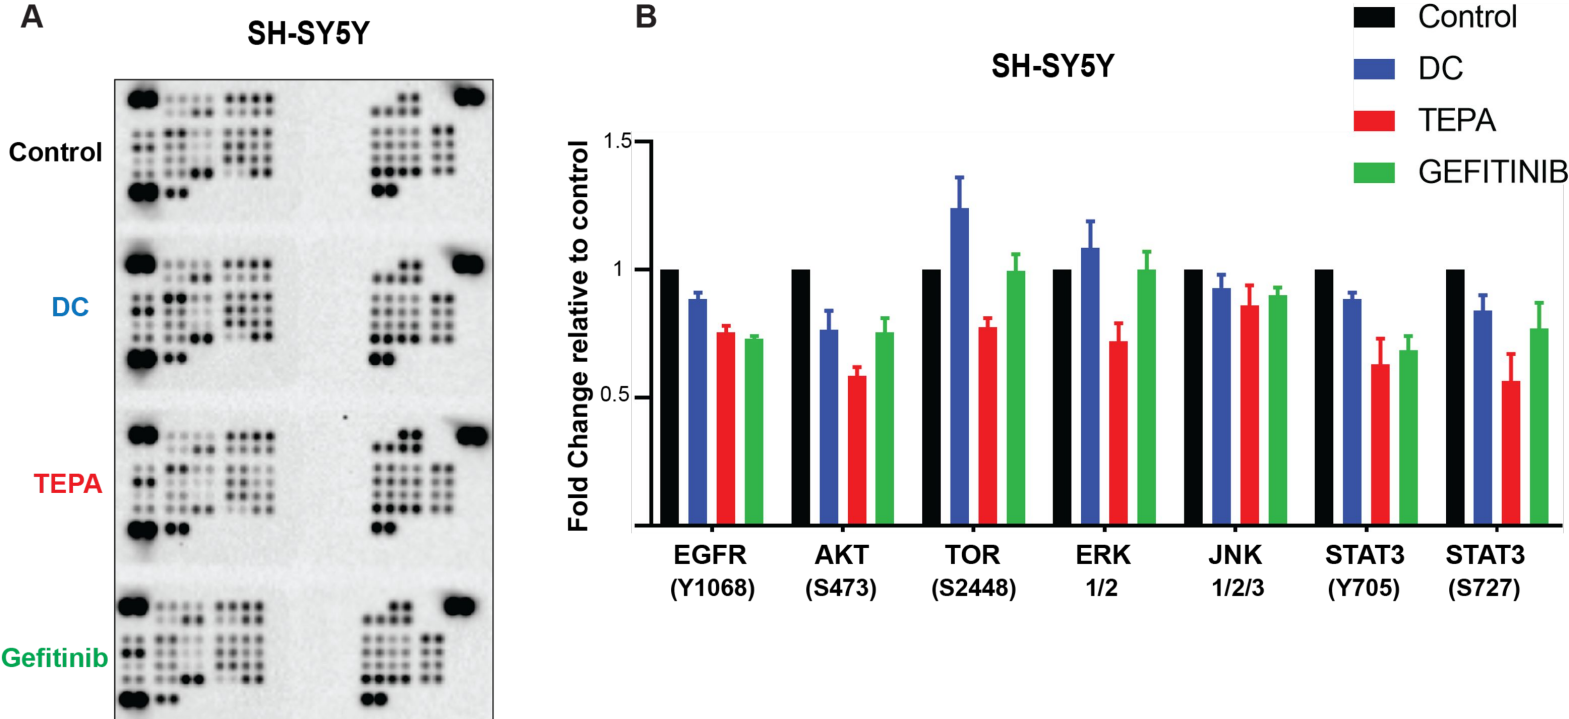 A
SH-SY5Y
Control
DC
TEPA
Gefitinib
B
SH-SY5Y
Control
DC
TEPA
GEFITINIB
Fold Change relative to control
1.5
1
0.5
EGFR
(Y1068)
AKT
(S473)
TOR
(S2448)
ERK
1/2
JNK
1/2/3
STAT3
(Y705)
STAT3
(S727)